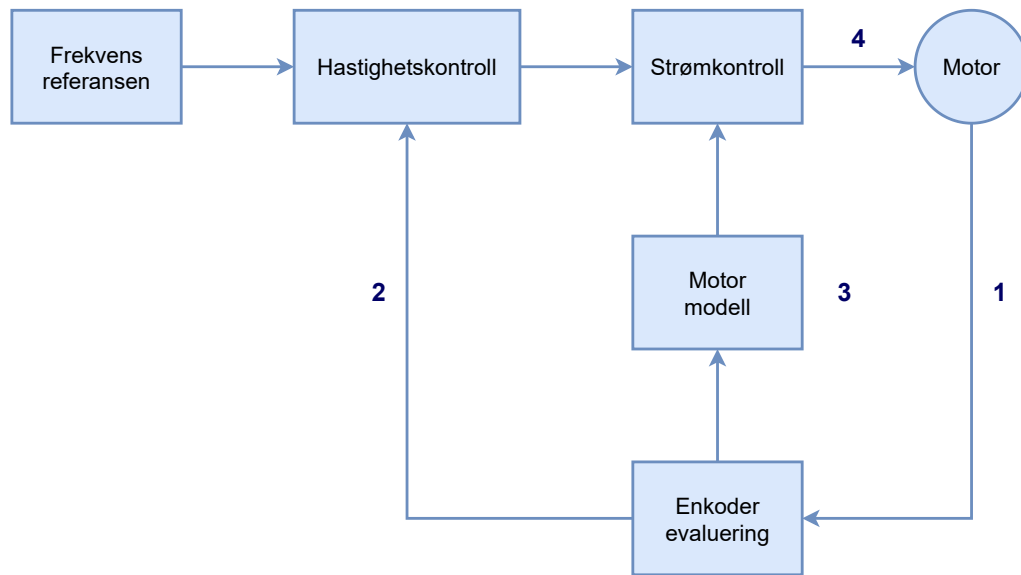 Frekvens
referansen
Hastighetskontroll
Strømkontroll
4
Motor
2
Motor
modell
3
1
Enkoder
evaluering